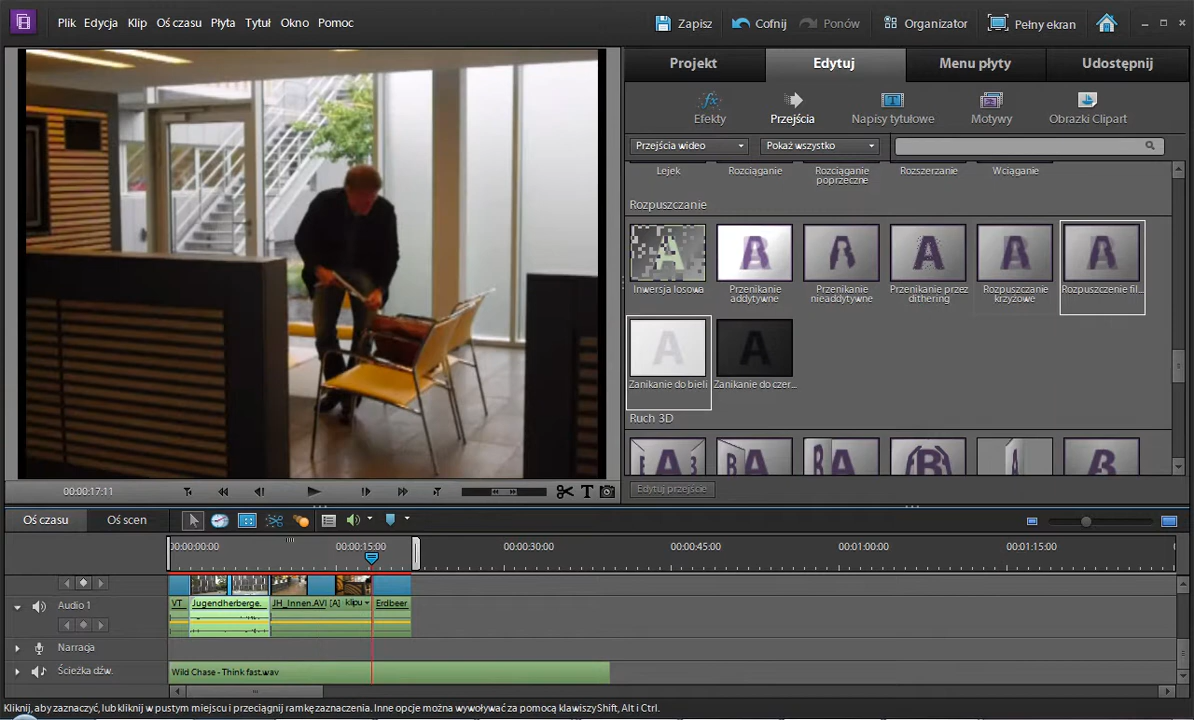 Plik Edycja Klip Oś czasu Płyta Tytuł Okno Pomoc
Zapisz Cofnij Ponów Organizator Pełny ekran
Projekt Edytuj Menu płyty Udostępnij
Efekty Przejścia Napisy tytułowe Motywy Obrazki Clipart
Przejścia wideo Pokaż wszystko
Lejek Rozciąganie Rozciąganie poprzeczne Rozszerzanie Wciąganie
Rozpuszczanie
Inwersja losowa Przenikanie addytywne Przenikanie nieaddytywne Przenikanie przez dithering Rozpuszczanie krzyżowe Rozpuszczenie fil...
Zanikanie do bieli Zanikanie do czer...
Ruch 3D
00:00:17:11
Edytuj przejście
Oś czasu Oś scen
00:00:00:00 00:00:15:00 00:00:30:00 00:00:45:00 00:01:00:00 00:01:15:00
Audio 1
VT Jugendherberge. JH_Innen.AVI [A] klipu Erdbeer
Narracja
Ścieżka dźw.
Wild Chase - Think fast.wav
Kliknij, aby zaznaczyć, lub kliknij w pustym miejscu i przeciągnij ramkę zaznaczenia. Inne opcje można wywoływać za pomocą klawiszy Shift, Alt i Ctrl.